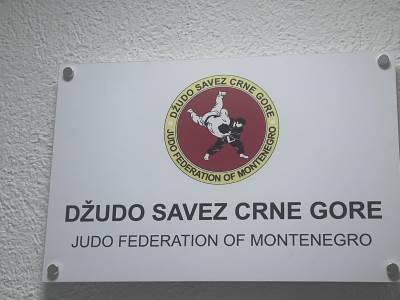 DŽUDO SAVEZ CRNE GORE
JUDO FEDERATION OF MONTENEGRO
DŽUDO SAVEZ CRNE GORE
JUDO FEDERATION OF MONTENEGRO